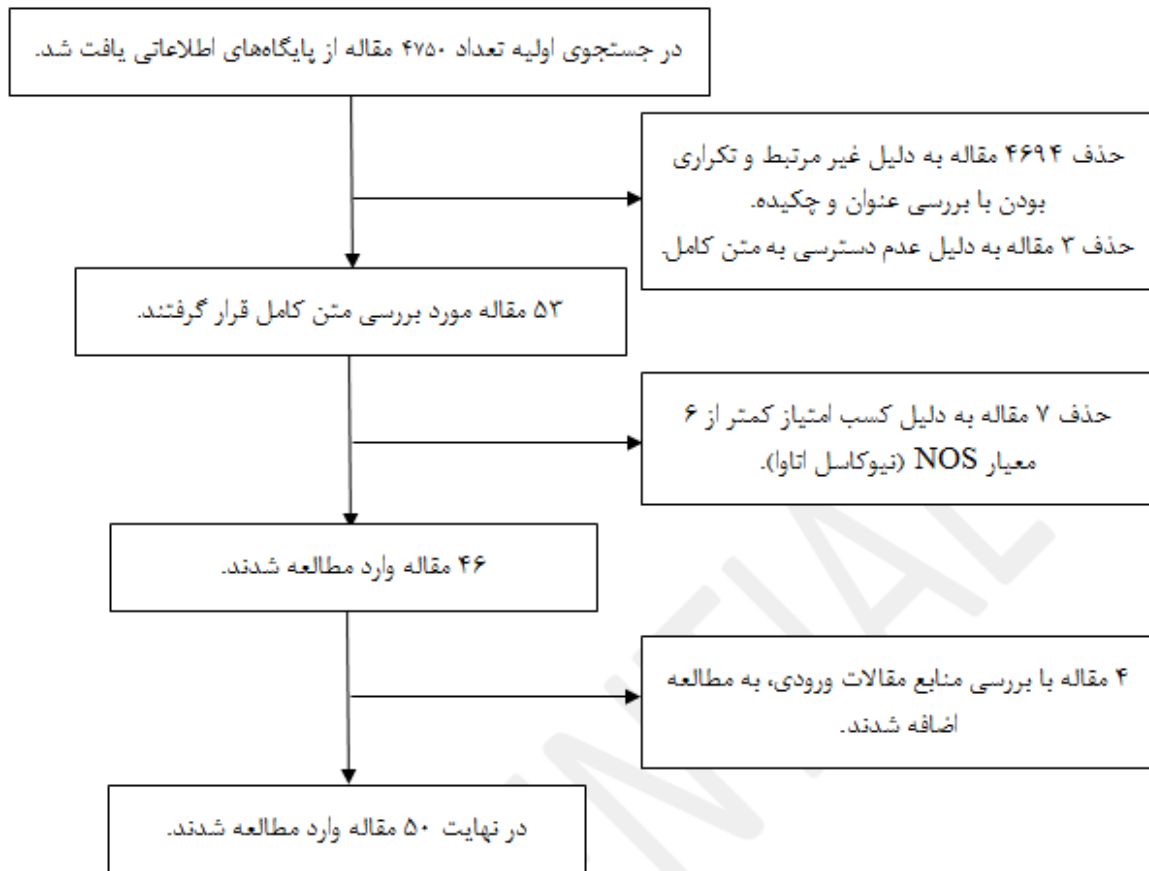 در جستجوی اولیه تعداد ۴۷۵۰ مقاله از پایگاه‌های اطلاعاتی یافت شد.
حذف ۴۶۹۴ مقاله به دلیل غیر مرتبط و تکراری
بودن با بررسی عنوان و چکیده.
حذف ۳ مقاله به دلیل عدم دسترسی به متن کامل.
۵۳ مقاله مورد بررسی متن کامل قرار گرفتند.
حذف ۷ مقاله به دلیل کسب امتیاز کمتر از ۶
معیار NOS (نیوکاسل اتاوا).
۴۶ مقاله وارد مطالعه شدند.
۴ مقاله با بررسی منابع مقالات ورودی، به مطالعه
اضافه شدند.
در نهایت ۵۰ مقاله وارد مطالعه شدند.
NTIAL